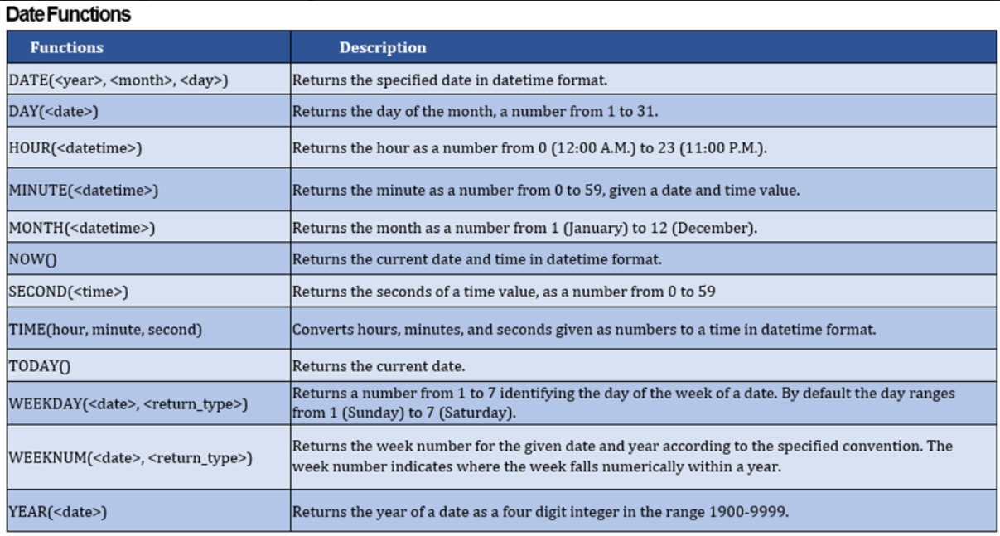 Date Functions
Functions Description
DATE(<year>, <month>, <day>) Returns the specified date in datetime format.
DAY(<date>) Returns the day of the month, a number from 1 to 31.
HOUR(<datetime>) Returns the hour as a number from 0 (12:00 A.M.) to 23 (11:00 P.M.).
MINUTE(<datetime>) Returns the minute as a number from 0 to 59, given a date and time value.
MONTH(<datetime>) Returns the month as a number from 1 (January) to 12 (December).
NOW() Returns the current date and time in datetime format.
SECOND(<time>) Returns the seconds of a time value, as a number from 0 to 59
TIME(hour, minute, second) Converts hours, minutes, and seconds given as numbers to a time in datetime format.
TODAY() Returns the current date.
WEEKDAY(<date>, <return_type>) Returns a number from 1 to 7 identifying the day of the week of a date. By default the day ranges
from 1 (Sunday) to 7 (Saturday).
WEEKNUM(<date>, <return_type>) Returns the week number for the given date and year according to the specified convention. The
week number indicates where the week falls numerically within a year.
YEAR(<date>) Returns the year of a date as a four digit integer in the range 1900-9999.